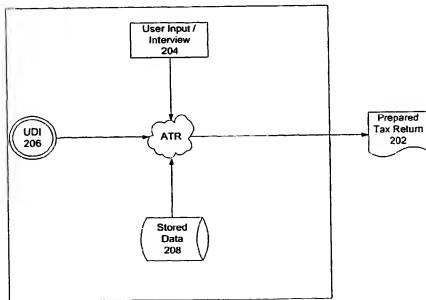 User Input /
Interview
204
UDI
206
ATR
Prepared
Tax Return
202
Stored
Data
208